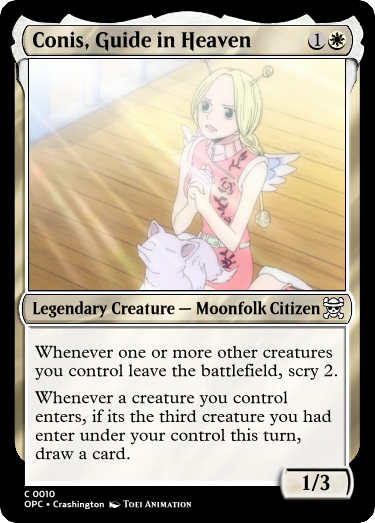 Conis, Guide in Heaven 1
Legendary Creature — Moonfolk Citizen
Whenever one or more other creatures
you control leave the battlefield, scry 2.
Whenever a creature you control
enters, if its the third creature you had
enter under your control this turn,
draw a card.
1/3
C 0010
OPC • Crashington Toei Animation